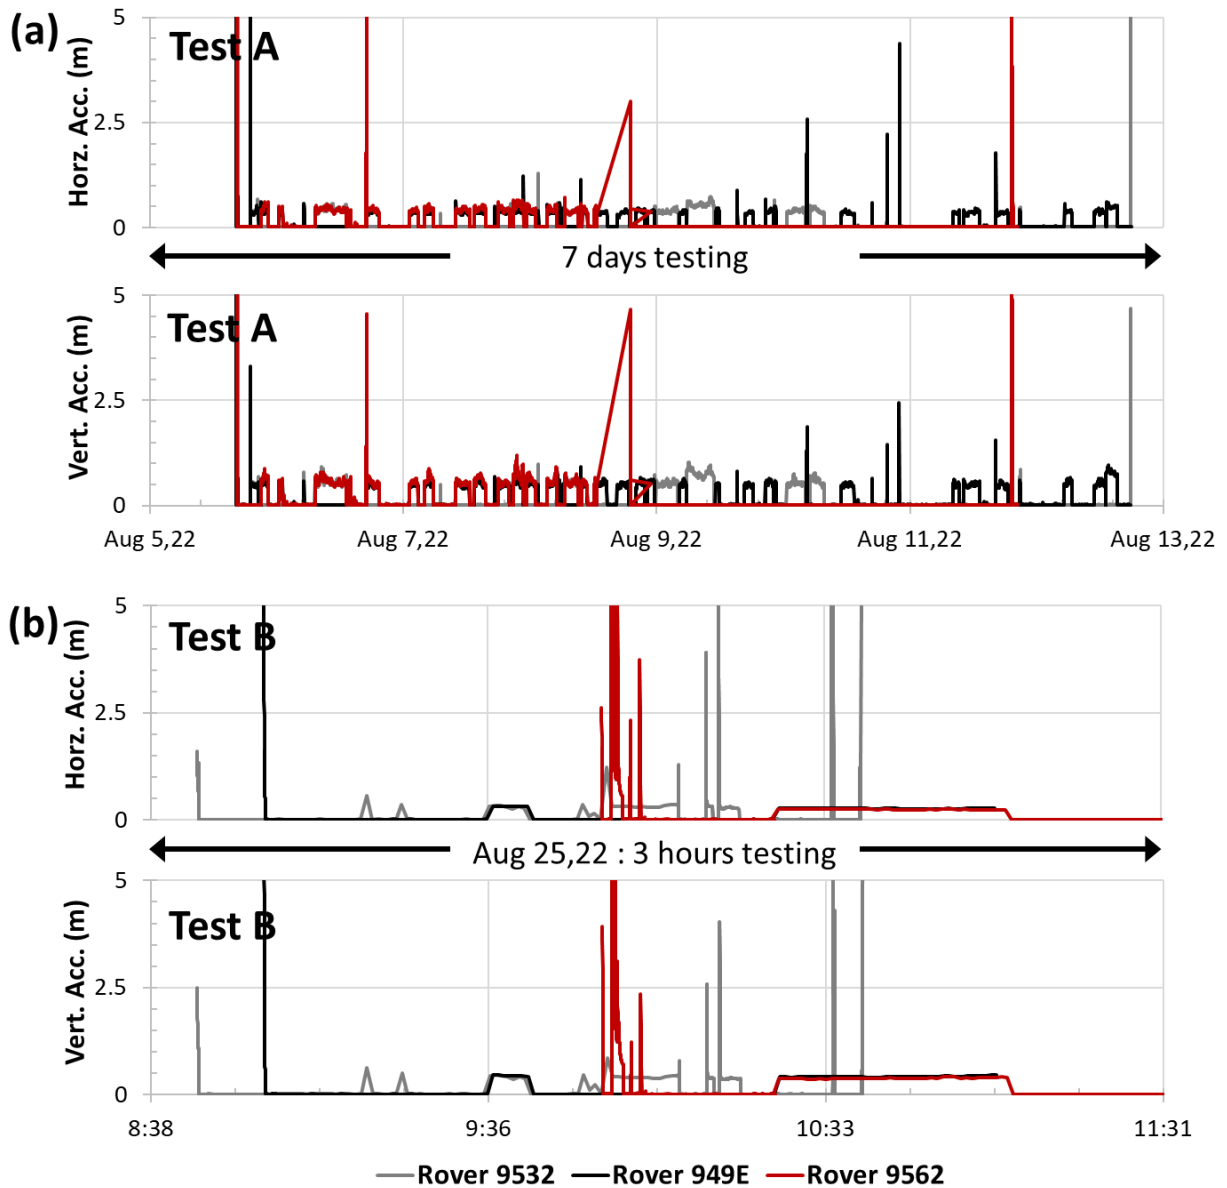 (a)
Test A
Horz. Acc. (m)
5
2.5
0
7 days testing
Test A
Vert. Acc. (m)
5
2.5
0
Aug 5,22 Aug 7,22 Aug 9,22 Aug 11,22 Aug 13,22
(b)
Test B
Horz. Acc. (m)
5
2.5
0
Aug 25,22 : 3 hours testing
Test B
Vert. Acc. (m)
5
2.5
0
8:38 9:36 10:33 11:31
Rover 9532 Rover 949E Rover 9562